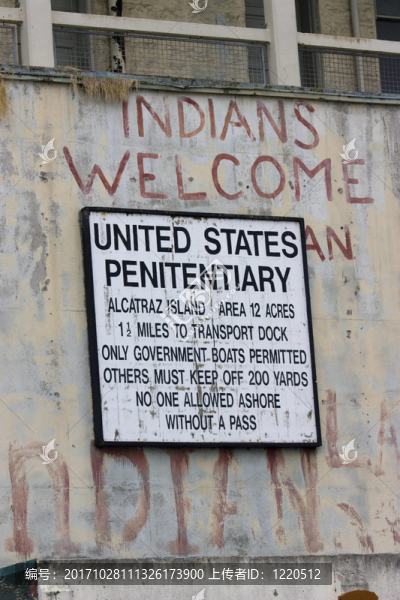 INDIANS
WELCOME
UNITED STATES
PENITENTIARY
ALCATRAZ ISLAND AREA 12 ACRES
1½ MILES TO TRANSPORT DOCK
ONLY GOVERNMENT BOATS PERMITTED
OTHERS MUST KEEP OFF 200 YARDS
NO ONE ALLOWED ASHORE
WITHOUT A PASS
INDIAN
编号：20171028111326173900 上传者ID号：1220512